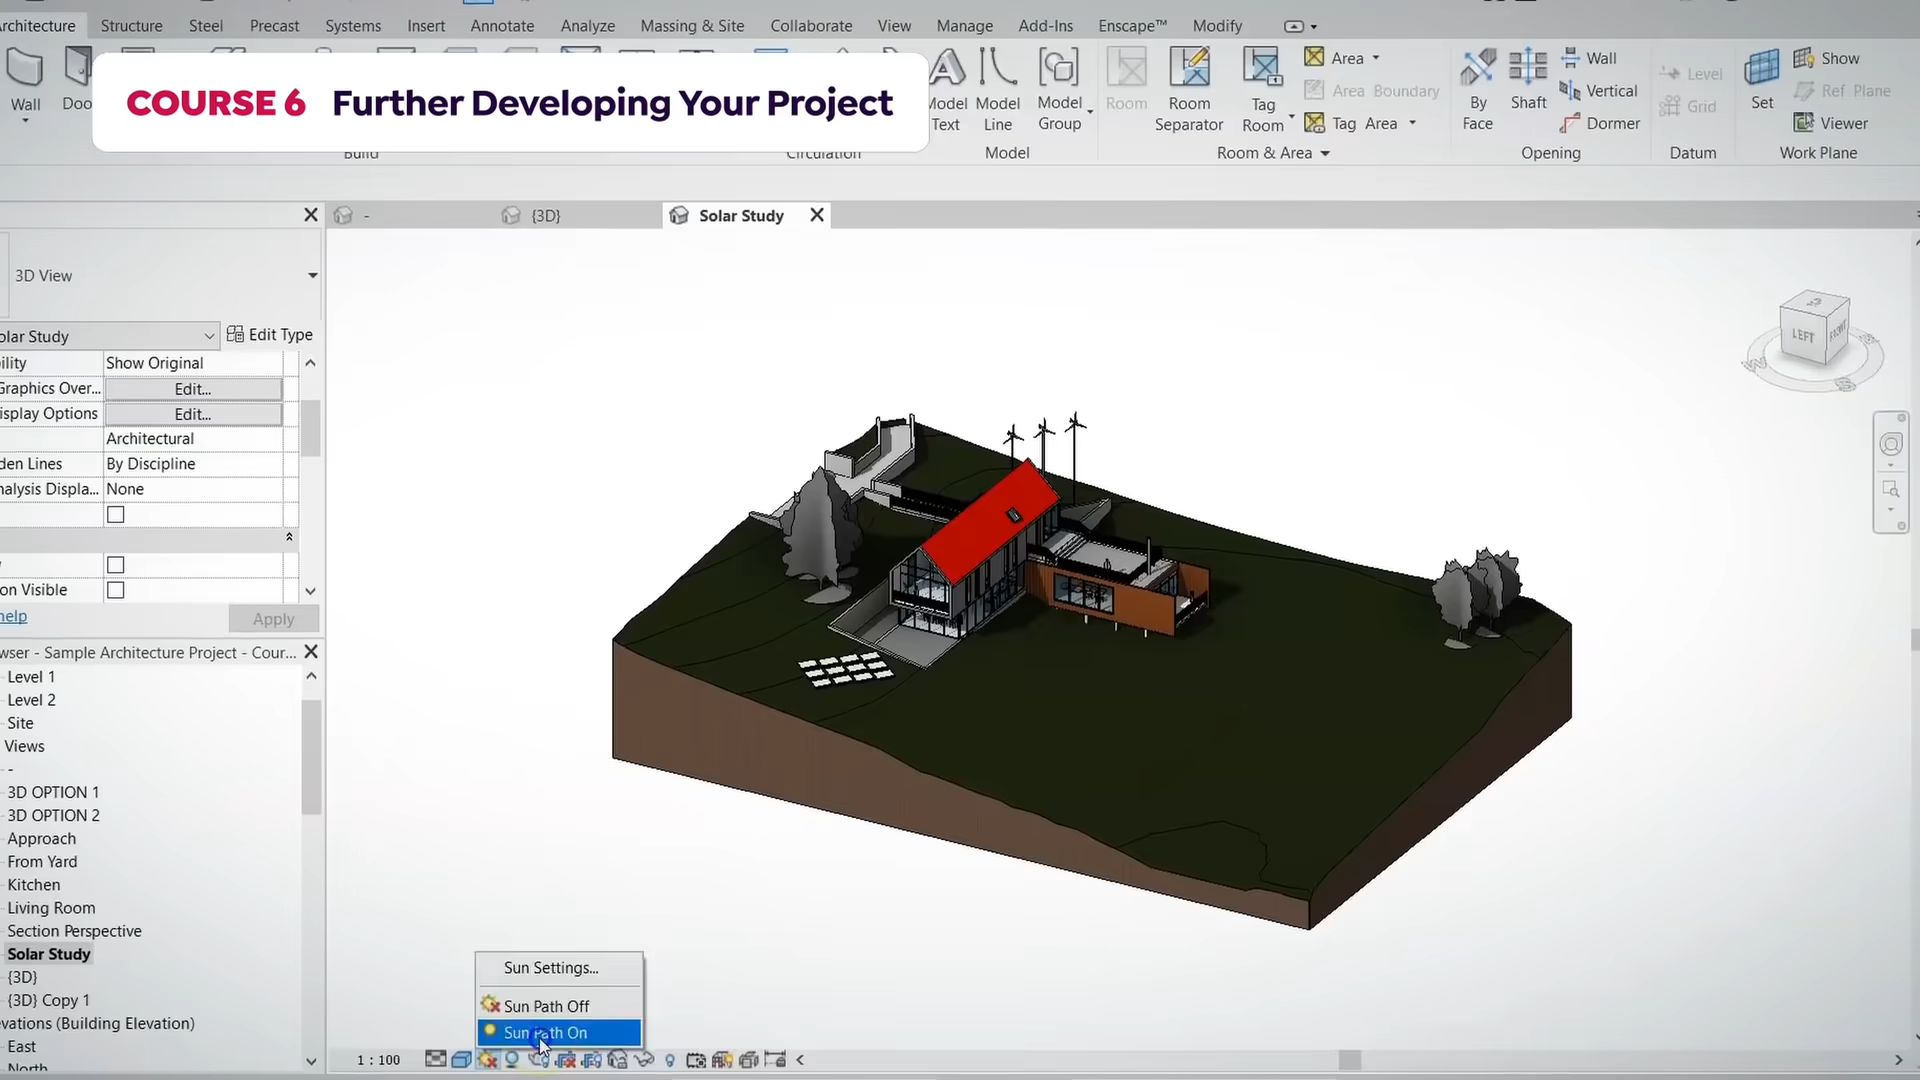 rchitecture Structure Steel Precast Systems Insert Annotate Analyze Massing & Site Collaborate View Manage Add-Ins Enscape™ Modify
COURSE 6 Further Developing Your Project
Wall
Doo
Build
Circulation
Model Text
Model Line
Model Group
Model
Room
Room Separator
Tag Room
Area
Area Boundary
Tag Area
Room & Area
By Face
Shaft
Wall
Vertical
Dormer
Opening
Level
Grid
Datum
Set
Show
Ref Plane
Viewer
Work Plane
-
{3D}
Solar Study
3D View
olar Study
Edit Type
ility Show Original
Graphics Over... Edit...
isplay Options Edit...
Architectural
den Lines By Discipline
nalysis Displa... None
on Visible
help
Apply
wser - Sample Architecture Project - Cour...
Level 1
Level 2
Site
Views
-
3D OPTION 1
3D OPTION 2
Approach
From Yard
Kitchen
Living Room
Section Perspective
Solar Study
{3D}
{3D} Copy 1
evations (Building Elevation)
East
North
LEFT
FRONT
W
S
Sun Settings...
Sun Path Off
Sun Path On
1 : 100